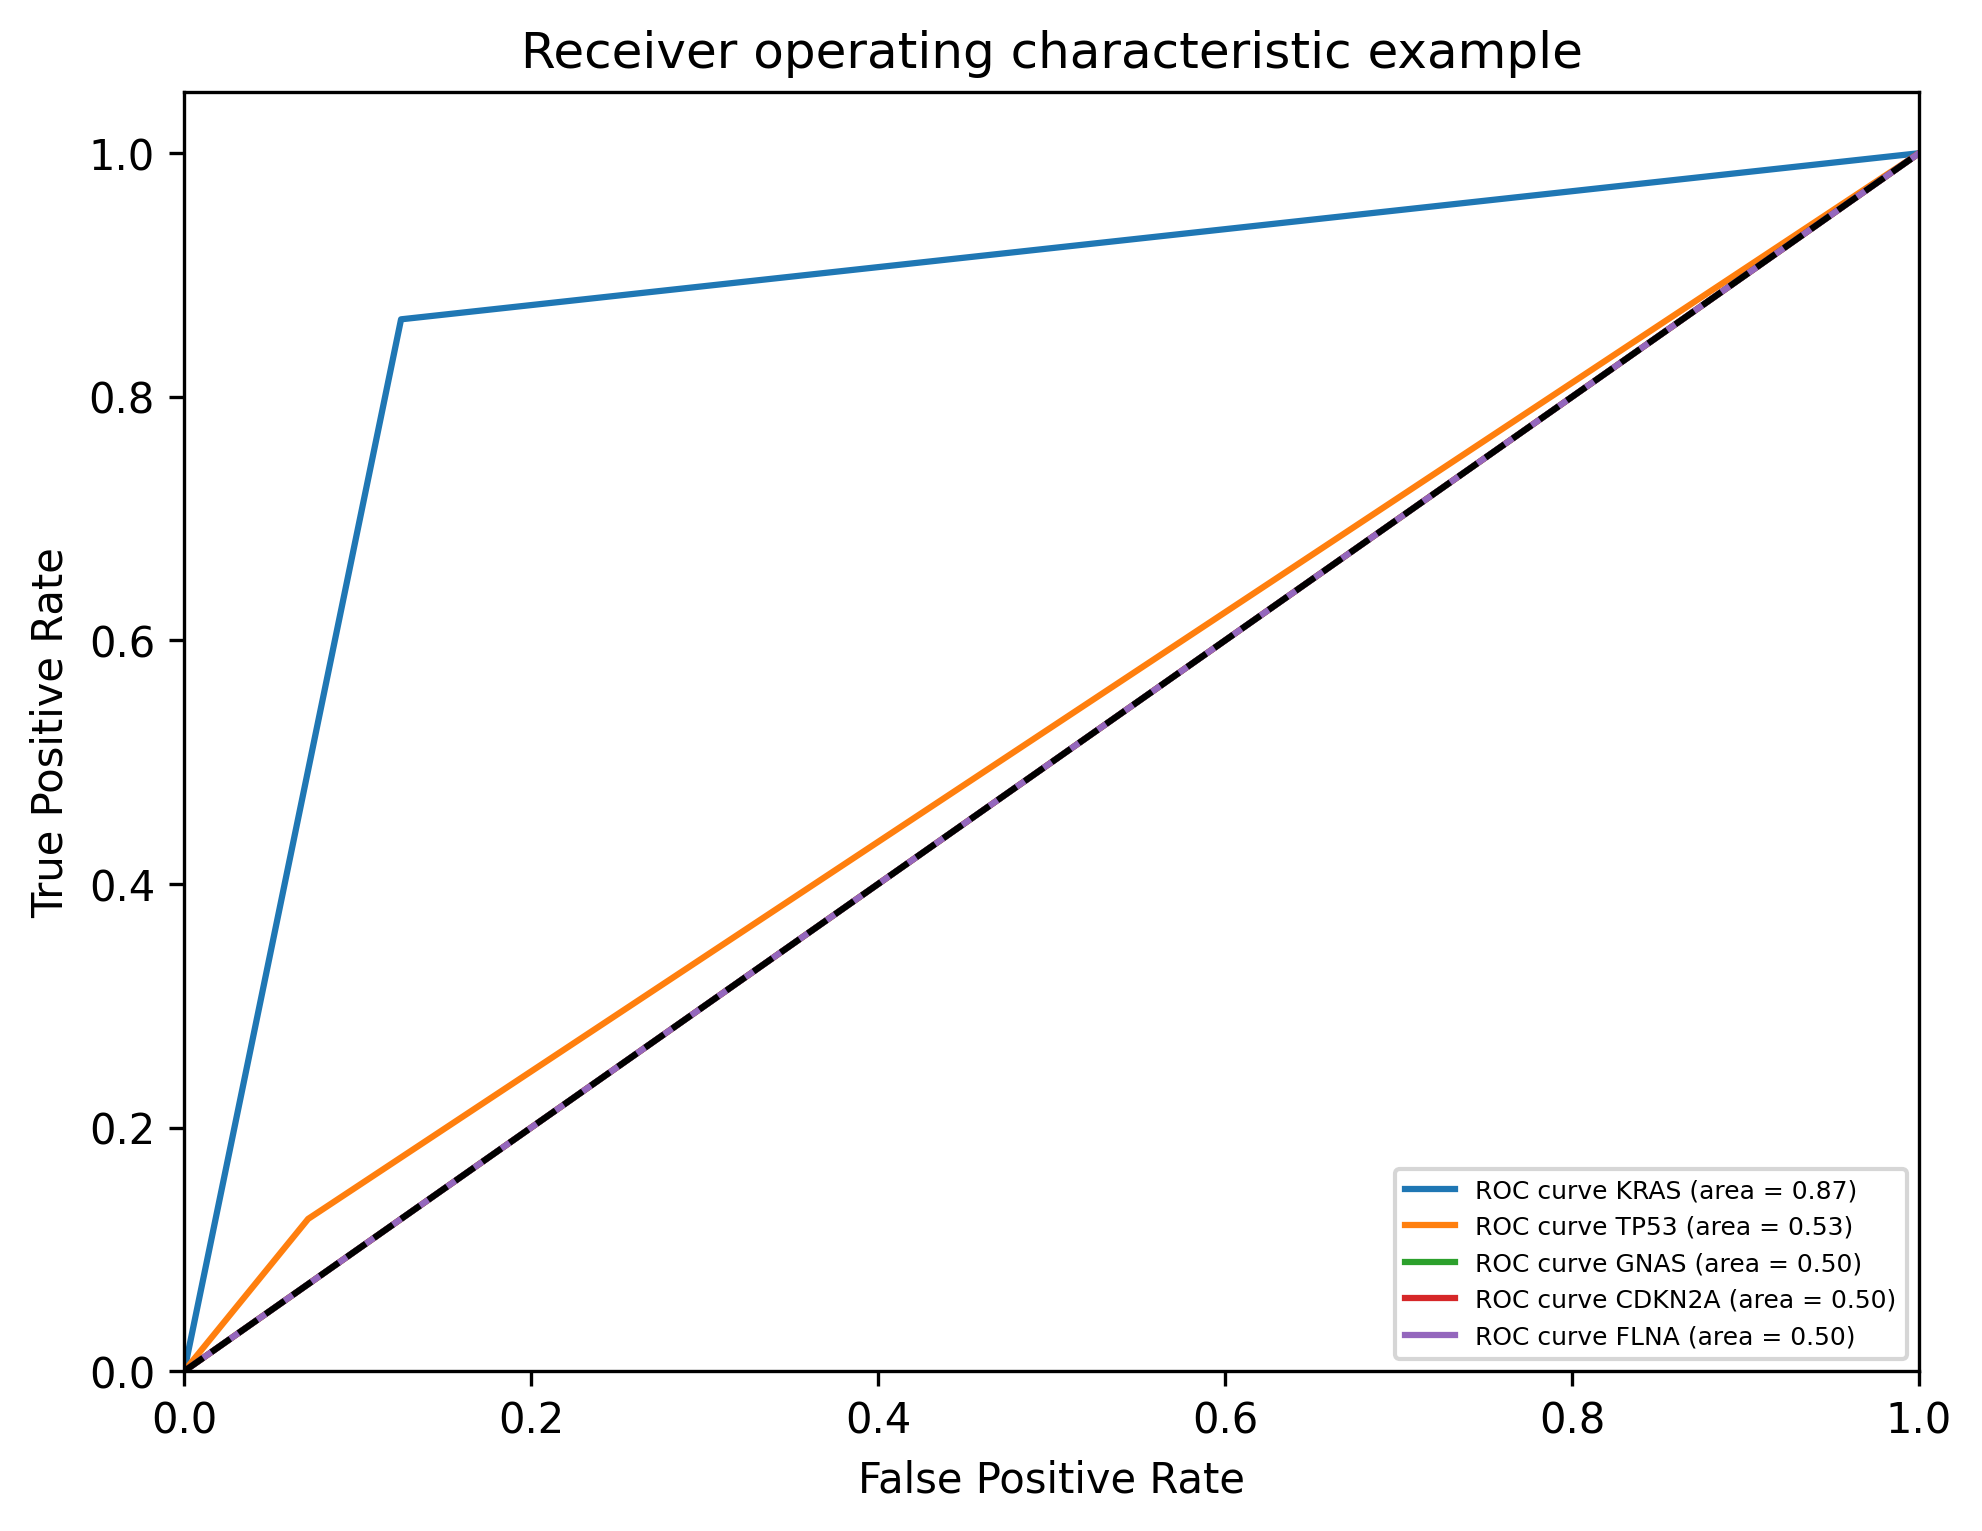 Receiver operating characteristic example
True Positive Rate
1.0
0.8
0.6
0.4
0.2
0.0
ROC curve KRAS (area = 0.87)
ROC curve TP53 (area = 0.53)
ROC curve GNAS (area = 0.50)
ROC curve CDKN2A (area = 0.50)
ROC curve FLNA (area = 0.50)
0.0 0.2 0.4 0.6 0.8 1.0
False Positive Rate